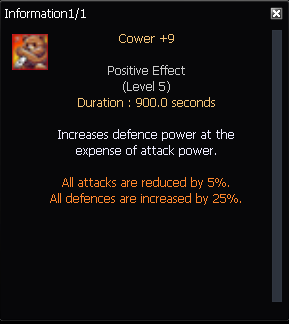 Information1/1
Cower +9
Positive Effect
(Level 5)
Duration : 900.0 seconds
Increases defence power at the
expense of attack power.
All attacks are reduced by 5%.
All defences are increased by 25%.